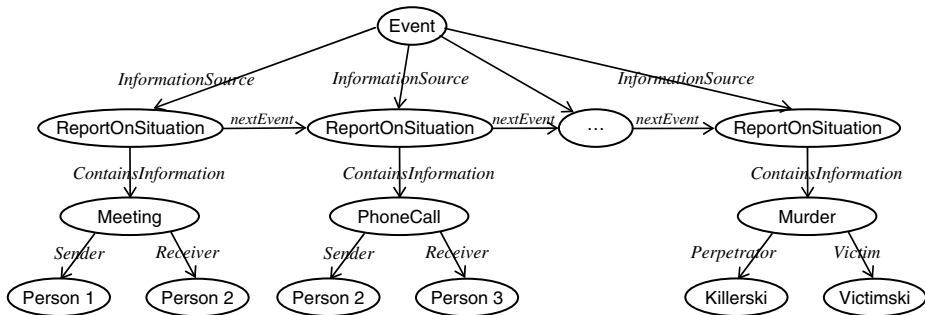 Event
InformationSource InformationSource InformationSource
ReportOnSituation nextEvent ReportOnSituation nextEvent ... nextEvent ReportOnSituation
ContainsInformation ContainsInformation ContainsInformation
Meeting PhoneCall Murder
Sender Receiver Sender Receiver Perpetrator Victim
Person 1 Person 2 Person 2 Person 3 Killerski Victimski